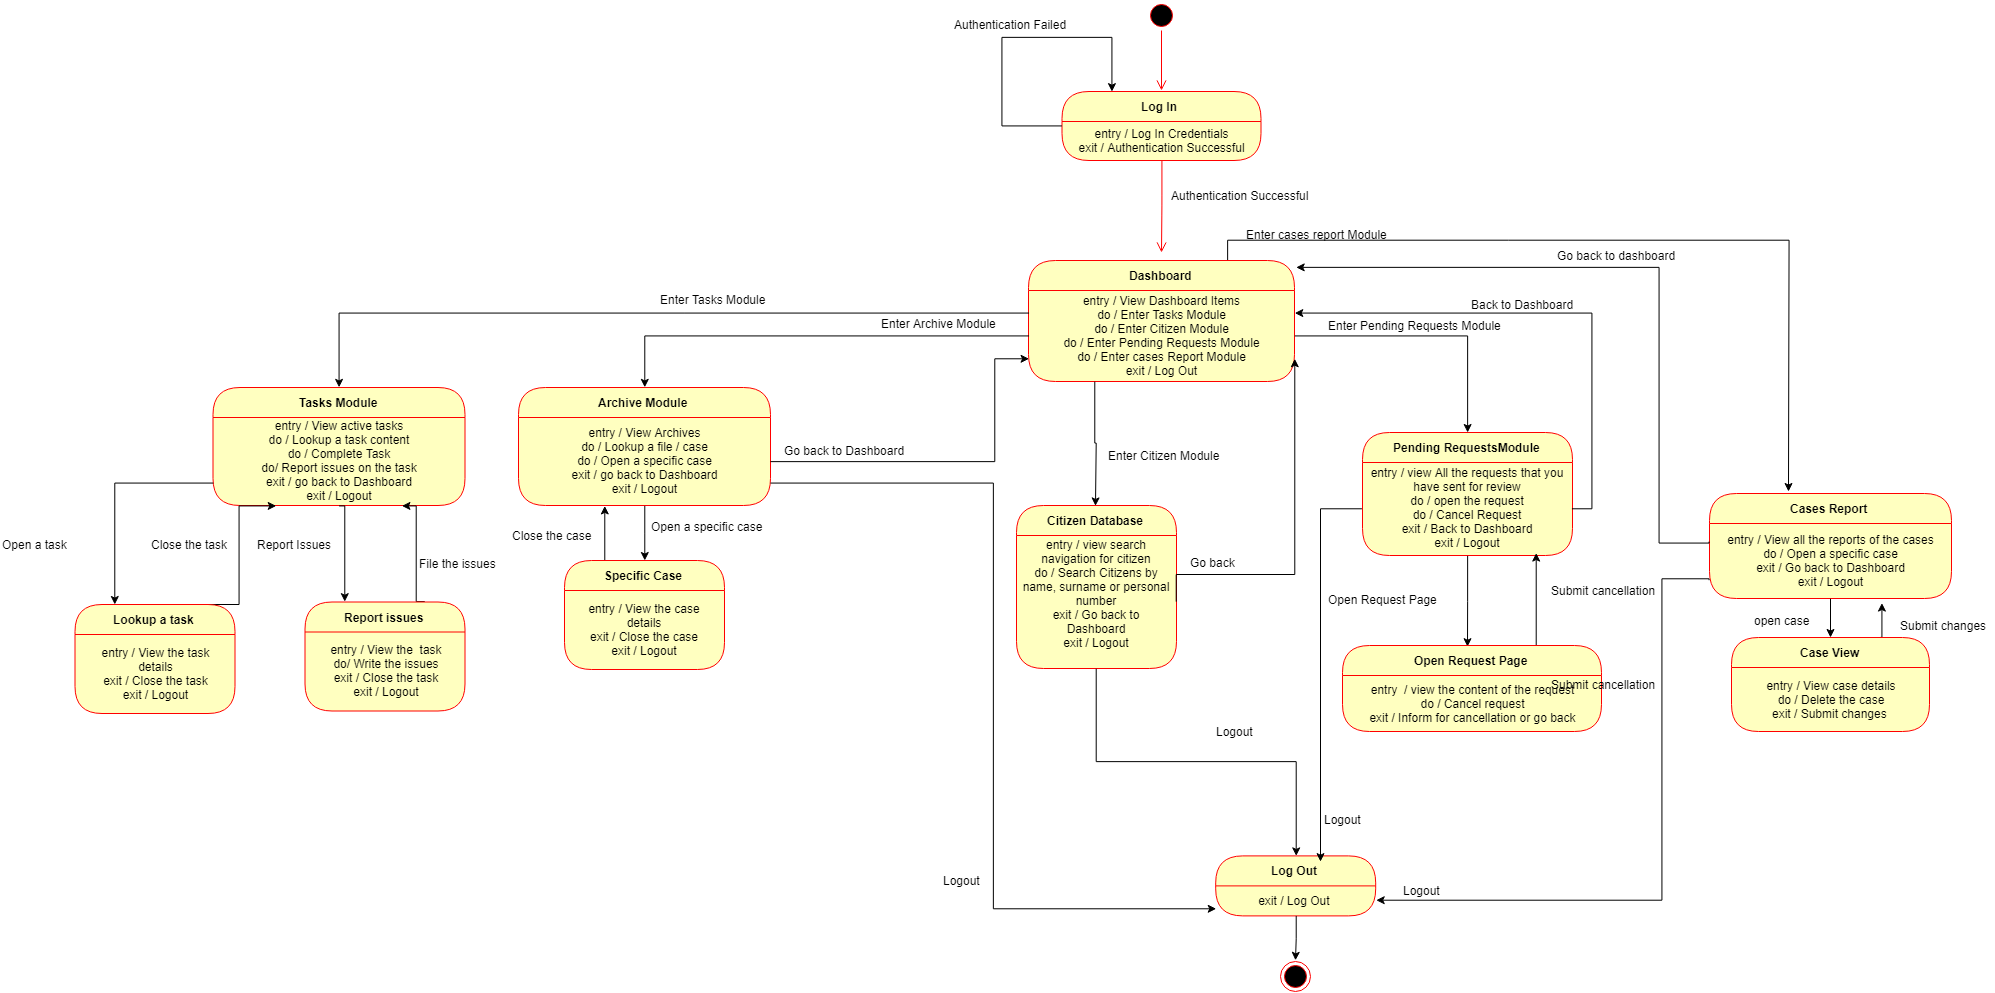 Authentication Failed
Log In
entry / Log In Credentials
exit / Authentication Successful
Authentication Successful
Enter cases report Module
Go back to dashboard
Dashboard
entry / View Dashboard Items
do / Enter Tasks Module
do / Enter Citizen Module
do / Enter Pending Requests Module
do / Enter cases Report Module
exit / Log Out
Enter Tasks Module
Enter Archive Module
Back to Dashboard
Enter Pending Requests Module
Tasks Module
entry / View active tasks
do / Lookup a task content
do / Complete Task
do/ Report issues on the task
exit / go back to Dashboard
exit / Logout
Archive Module
entry / View Archives
do / Lookup a file / case
do / Open a specific case
exit / go back to Dashboard
exit / Logout
Go back to Dashboard
Enter Citizen Module
Pending RequestsModule
entry / view All the requests that you
have sent for review
do / open the request
do / Cancel Request
exit / Back to Dashboard
exit / Logout
Cases Report
entry / View all the reports of the cases
do / Open a specific case
exit / Go back to Dashboard
exit / Logout
Open a task
Close the task
Report Issues
File the issues
Close the case
Open a specific case
Citizen Database
entry / view search
navigation for citizen
do / Search Citizens by
name, surname or personal
number
exit / Go back to
Dashboard
exit / Logout
Go back
Open Request Page
Submit cancellation
open case
Submit changes
Lookup a task
entry / View the task
details
exit / Close the task
exit / Logout
Report issues
entry / View the  task
do/ Write the issues
exit / Close the task
exit / Logout
Specific Case
entry / View the case
details
exit / Close the case
exit / Logout
Open Request Page
entry  / view the content of the request
do / Cancel request
exit / Inform for cancellation or go back
Submit cancellation
Case View
entry / View case details
do / Delete the case
exit / Submit changes
Logout
Logout
Logout
Logout
Log Out
exit / Log Out